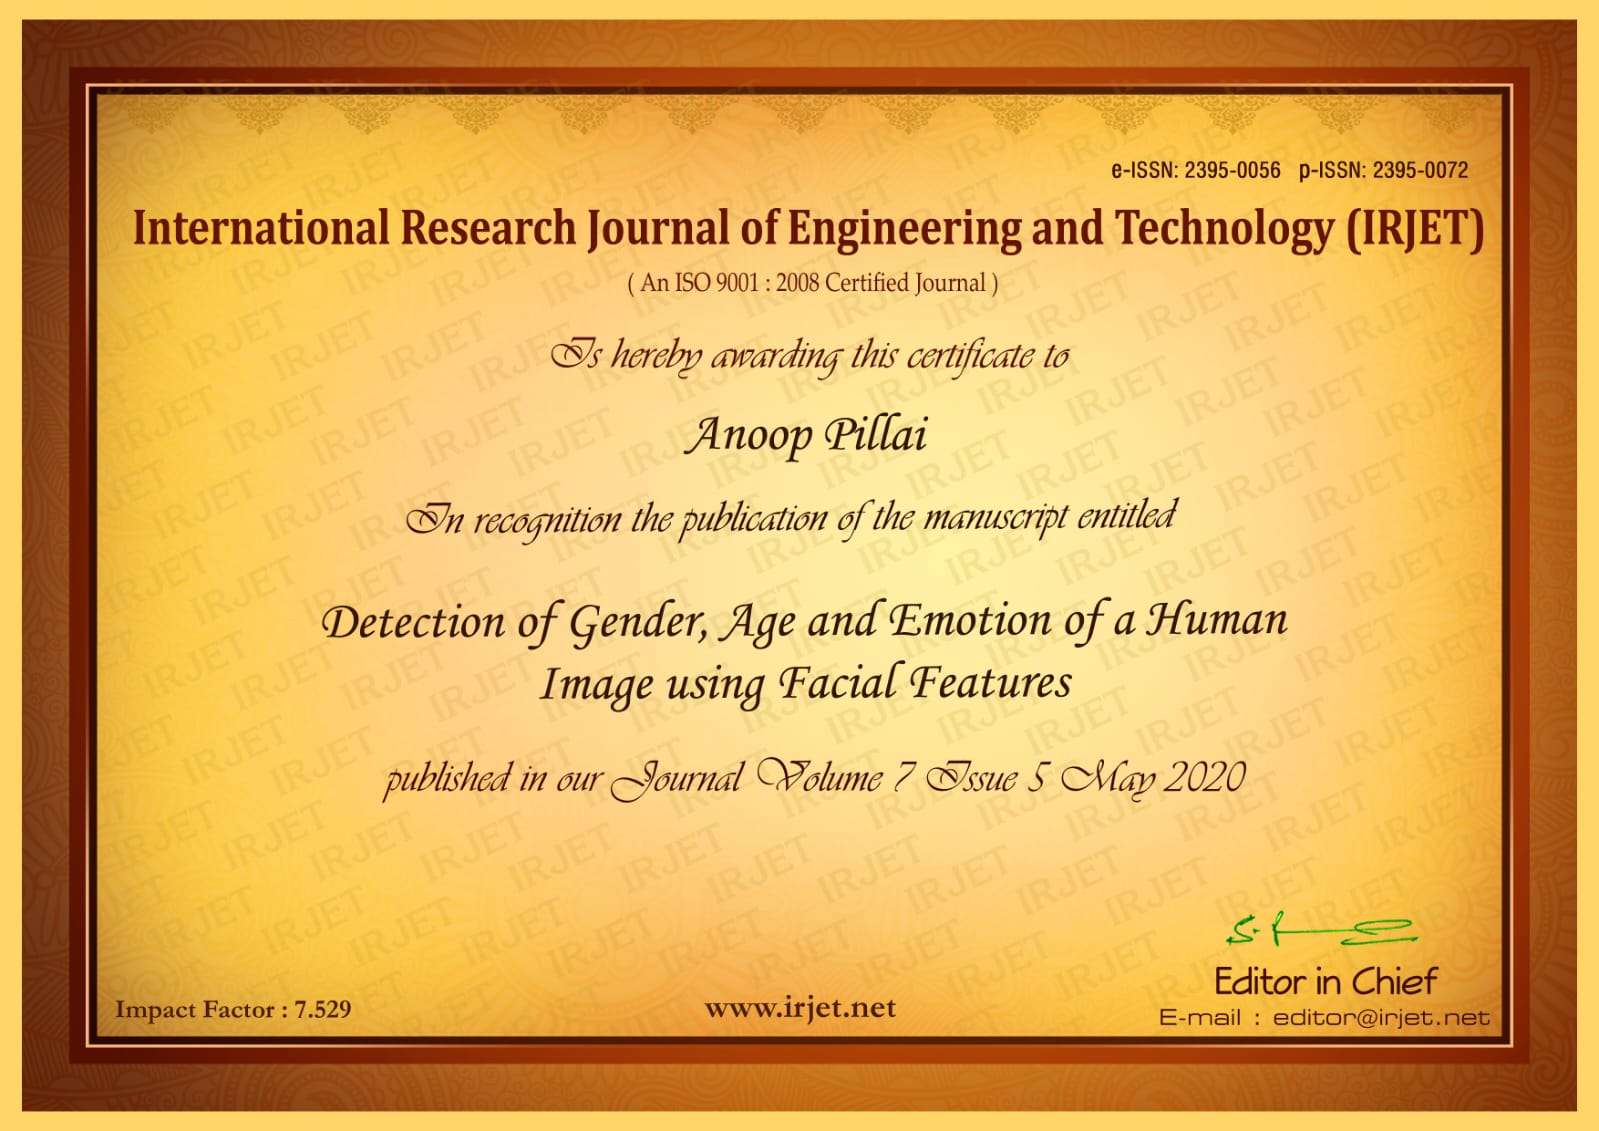 e-ISSN: 2395-0056 p-ISSN: 2395-0072
International Research Journal of Engineering and Technology (IRJET)
( An ISO 9001 : 2008 Certified Journal )
Is hereby awarding this certificate to
Anoop Pillai
In recognition the publication of the manuscript entitled
Detection of Gender, Age and Emotion of a Human
Image using Facial Features
published in our Journal Volume 7 Issue 5 May 2020
Editor in Chief
Impact Factor : 7.529
www.irjet.net
E-mail : editor@irjet.net